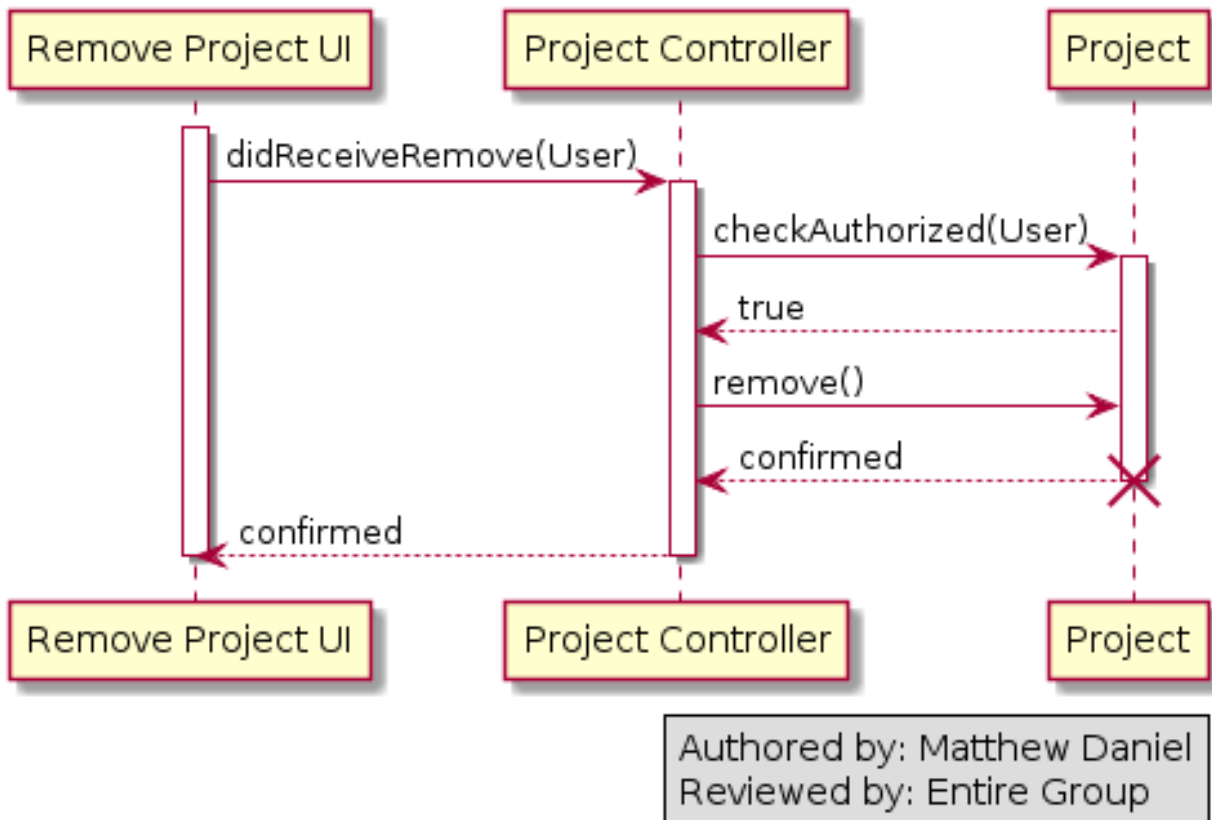 Remove Project UI
Project Controller
Project
didReceiveRemove(User)
checkAuthorized(User)
true
remove()
confirmed
confirmed
Remove Project UI
Project Controller
Project
Authored by: Matthew Daniel
Reviewed by: Entire Group